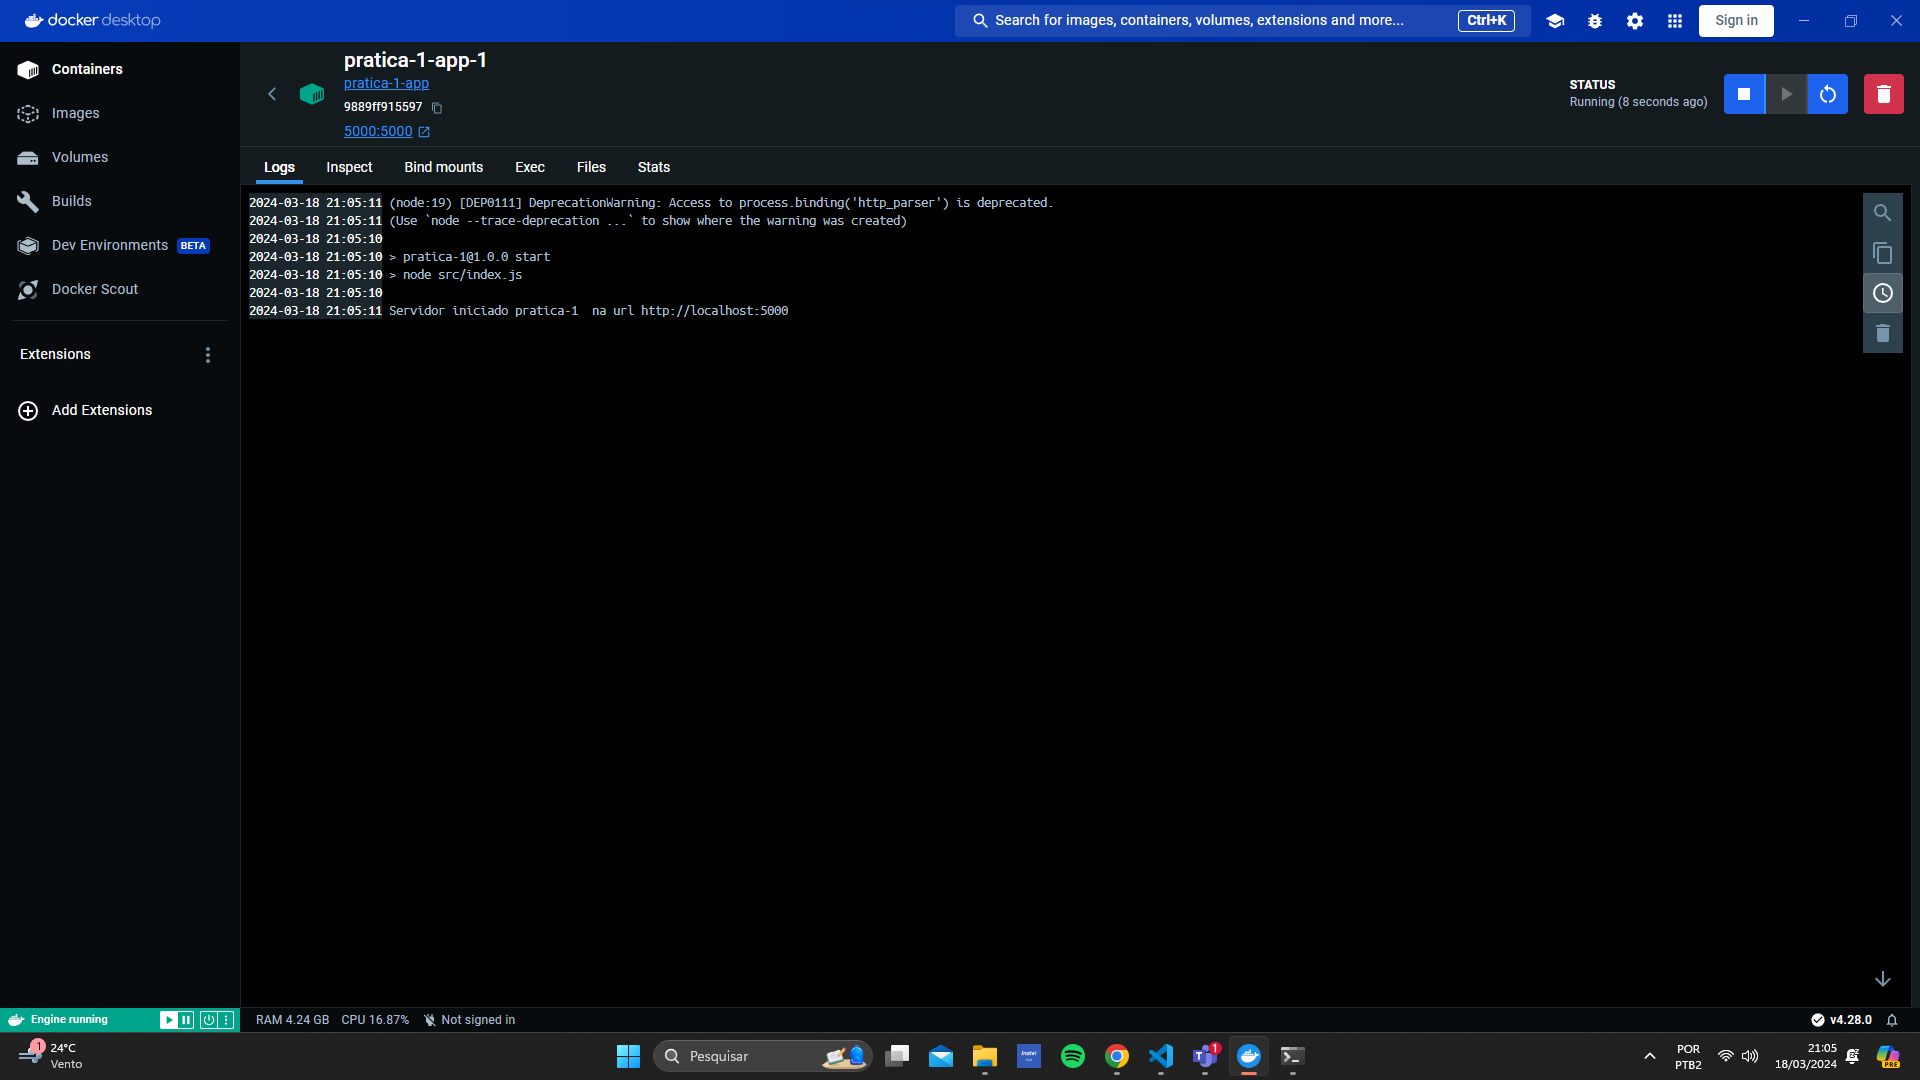 docker desktop
Search for images, containers, volumes, extensions and more...
Ctrl+K
Sign in
Containers
Images
Volumes
Builds
Dev Environments BETA
Docker Scout
Extensions
Add Extensions
pratica-1-app-1
pratica-1-app
9889ff915597
5000:5000
STATUS
Running (8 seconds ago)
Logs Inspect Bind mounts Exec Files Stats
2024-03-18 21:05:11 (node:19) [DEP0111] DeprecationWarning: Access to process.binding('http_parser') is deprecated.
2024-03-18 21:05:11 (Use `node --trace-deprecation ...` to show where the warning was created)
2024-03-18 21:05:10
2024-03-18 21:05:10 > pratica-1@1.0.0 start
2024-03-18 21:05:10 > node src/index.js
2024-03-18 21:05:10
2024-03-18 21:05:11 Servidor iniciado pratica-1  na url http://localhost:5000
Engine running
RAM 4.24 GB CPU 16.87% Not signed in
v4.28.0
1
24°C
Vento
Pesquisar
Inatel
1
POR
PTB2
21:05
18/03/2024
PRE